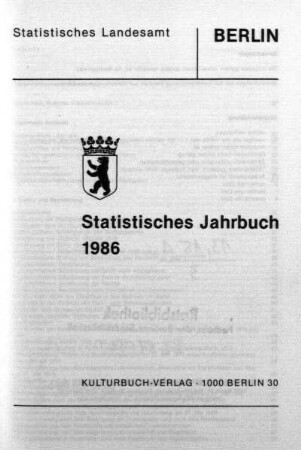 Statistisches Landesamt
BERLIN
Statistisches Jahrbuch
1986
KULTURBUCH-VERLAG - 1000 BERLIN 30